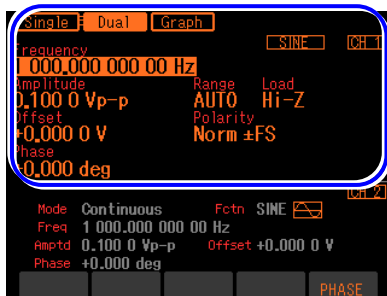 Single Dual Graph
SINE CH 1
Frequency
1 000.000 000 00 Hz
Amplitude Range Load
0.100 0 Vp-p AUTO Hi-Z
Offset Polarity
+0.000 0 V Norm ±FS
Phase
+0.000 deg
CH 2
Mode Continuous Fctn SINE
Freq 1 000.000 000 00 Hz
Amptd 0.100 0 Vp-p Offset +0.000 0 V
Phase +0.000 deg
PHASE